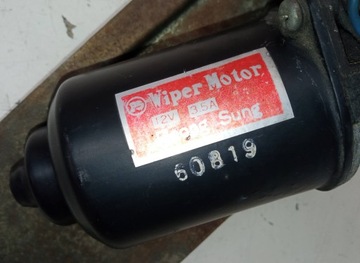 Wiper Motor
12V 3.5A
Sung
60819